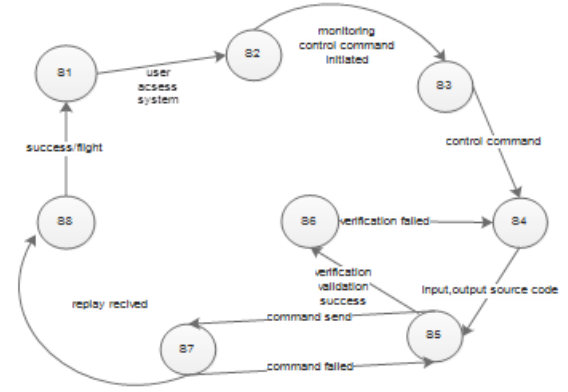 S1
user
acsess
system
S2
monitoring
control command
initiated
S3
control command
S4
input,output source code
S5
verification
validation
success
S6
verification failed
command send
S7
command failed
replay recived
S8
success/flight